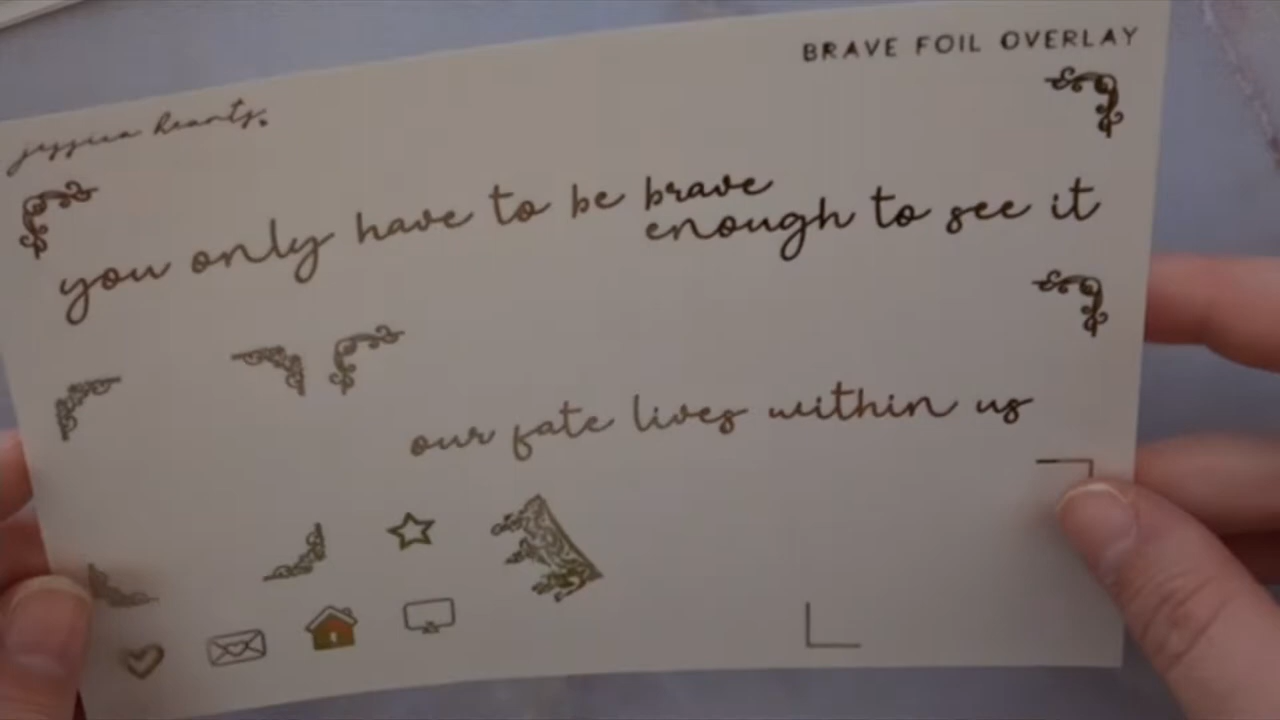 BRAVE FOIL OVERLAY
jessica hearts.
you only have to be brave
enough to see it
our fate lives within us